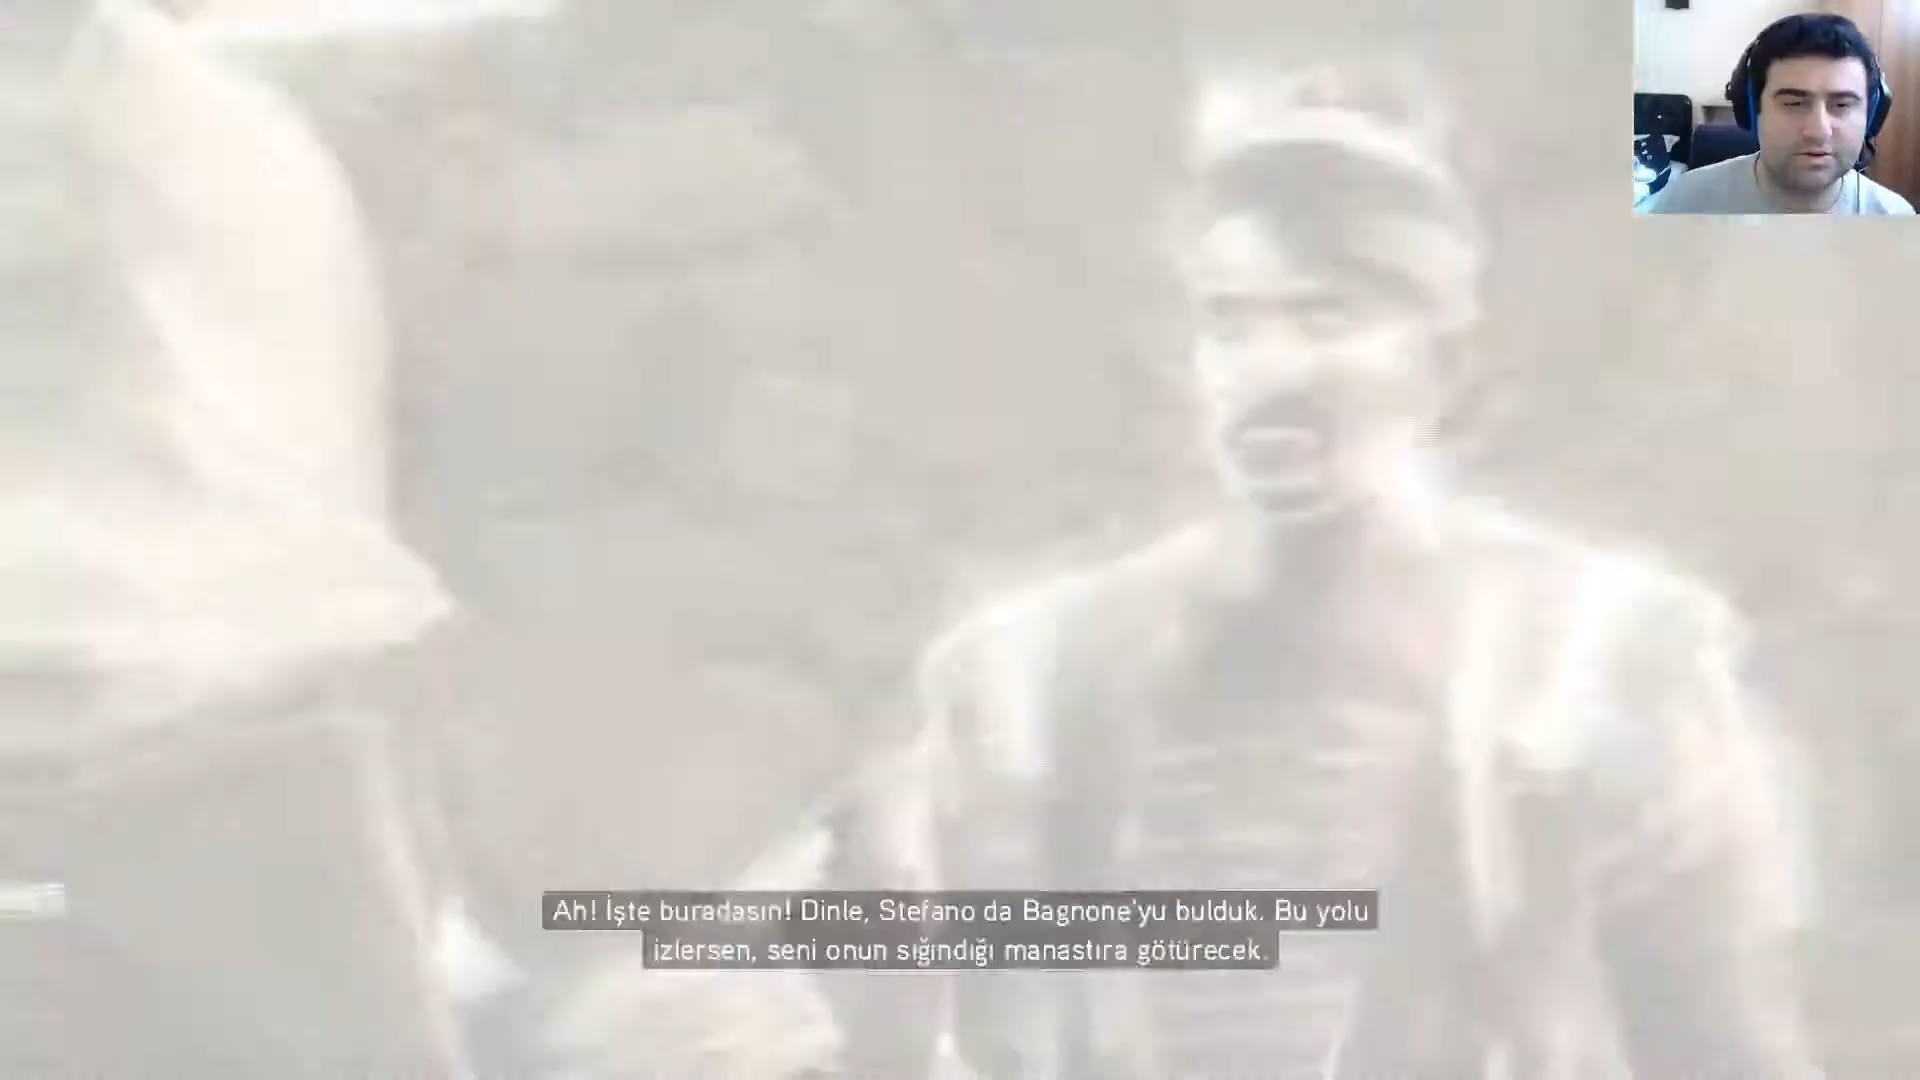 Ah! İşte buradasın! Dinle, Stefano da Bagnone'yu bulduk. Bu yolu
izlersen, seni onun sığındığı manastıra götürecek.